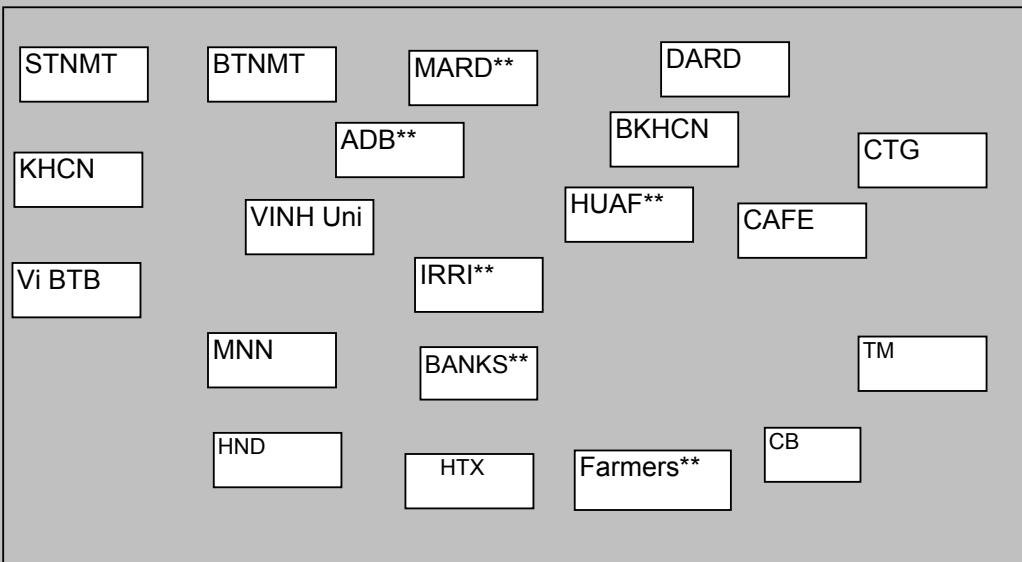 STNMT
BTNMT
MARD**
DARD
ADB**
BKHCN
CTG
KHCN
VINH Uni
HUAF**
CAFE
Vi BTB
IRRI**
MNN
BANKS**
TM
HND
HTX
Farmers**
CB